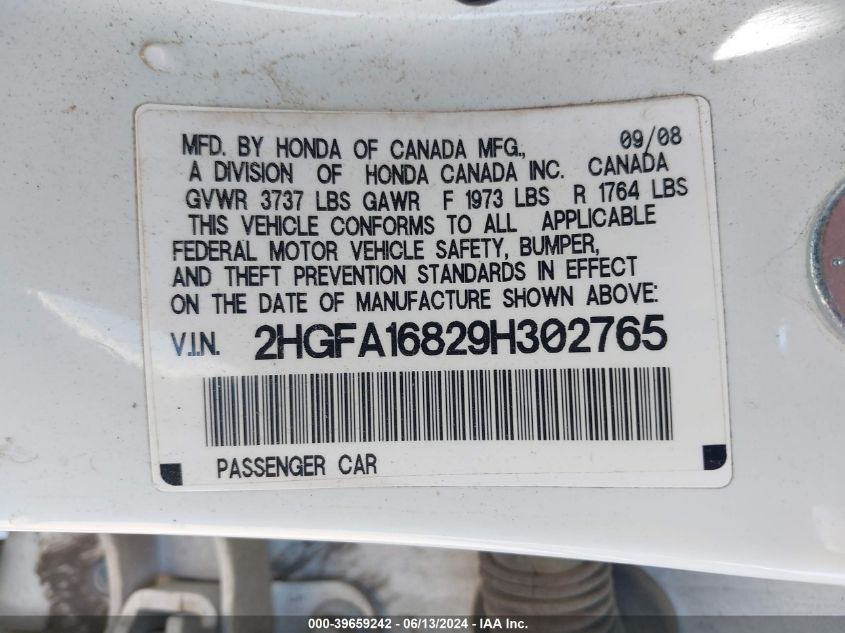 MFD. BY HONDA OF CANADA MFG., 09/08
A DIVISION OF HONDA CANADA INC. CANADA
GVWR 3737 LBS GAWR F 1973 LBS R 1764 LBS
THIS VEHICLE CONFORMS TO ALL APPLICABLE
FEDERAL MOTOR VEHICLE SAFETY, BUMPER,
AND THEFT PREVENTION STANDARDS IN EFFECT
ON THE DATE OF MANUFACTURE SHOWN ABOVE:
V.I.N. 2HGFA16829H302765
PASSENGER CAR
000-39659242 - 06/13/2024 - IAA Inc.